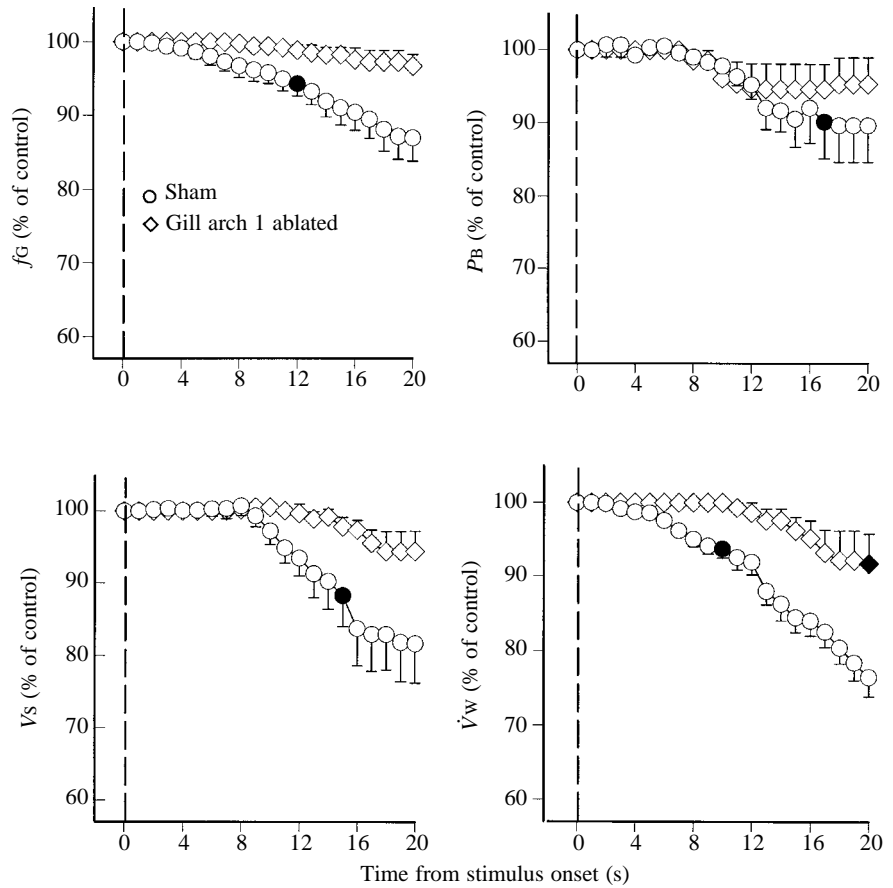 100
90
80
70
60
fG (% of control)
Sham
Gill arch 1 ablated
0 4 8 12 16 20
100
90
80
70
60
PB (% of control)
0 4 8 12 16 20
100
90
80
70
60
VS (% of control)
0 4 8 12 16 20
100
90
80
70
60
V̇W (% of control)
0 4 8 12 16 20
Time from stimulus onset (s)